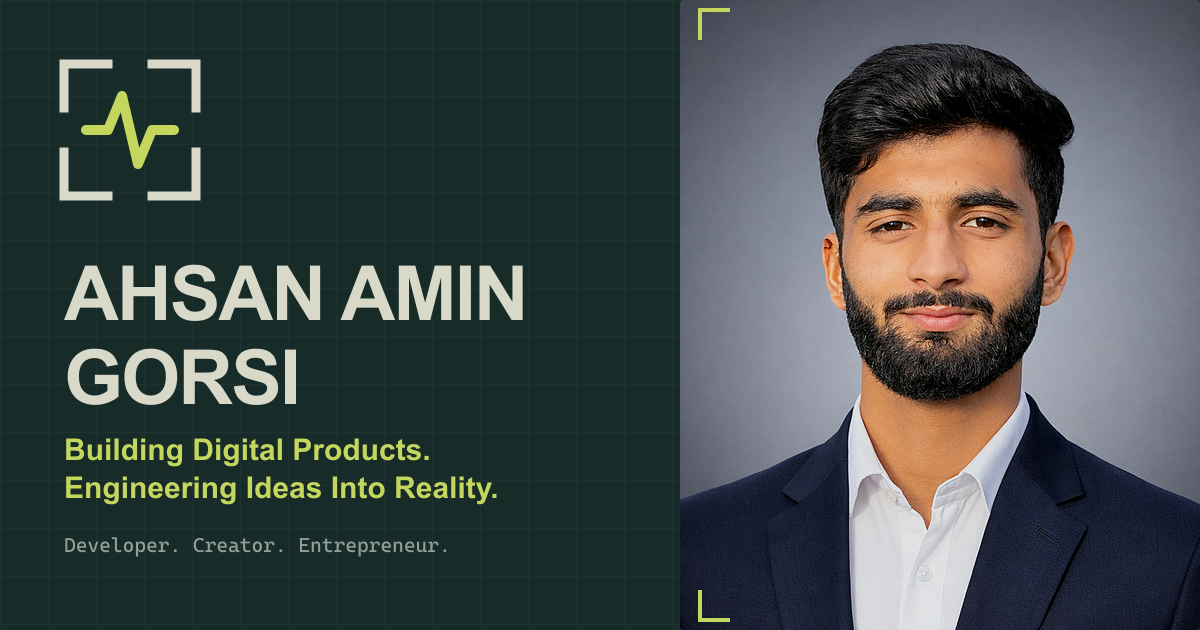 AHSAN AMIN
GORSI
Building Digital Products.
Engineering Ideas Into Reality.
Developer. Creator. Entrepreneur.